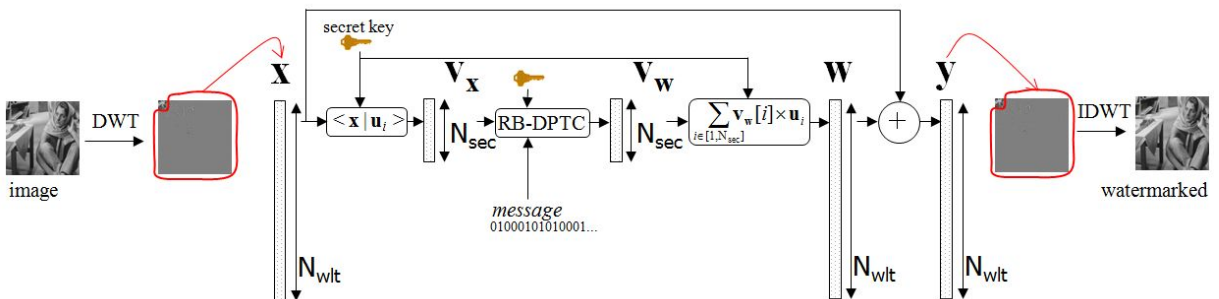 secret key
x
v_x
v_w
w
y
DWT
< x | u_i >
N_sec
RB-DPTC
N_sec
∑ v_w[i] × u_i
i∈[1,N_sec]
+
IDWT
image
message
01000101010001...
watermarked
N_wlt
N_wlt
N_wlt